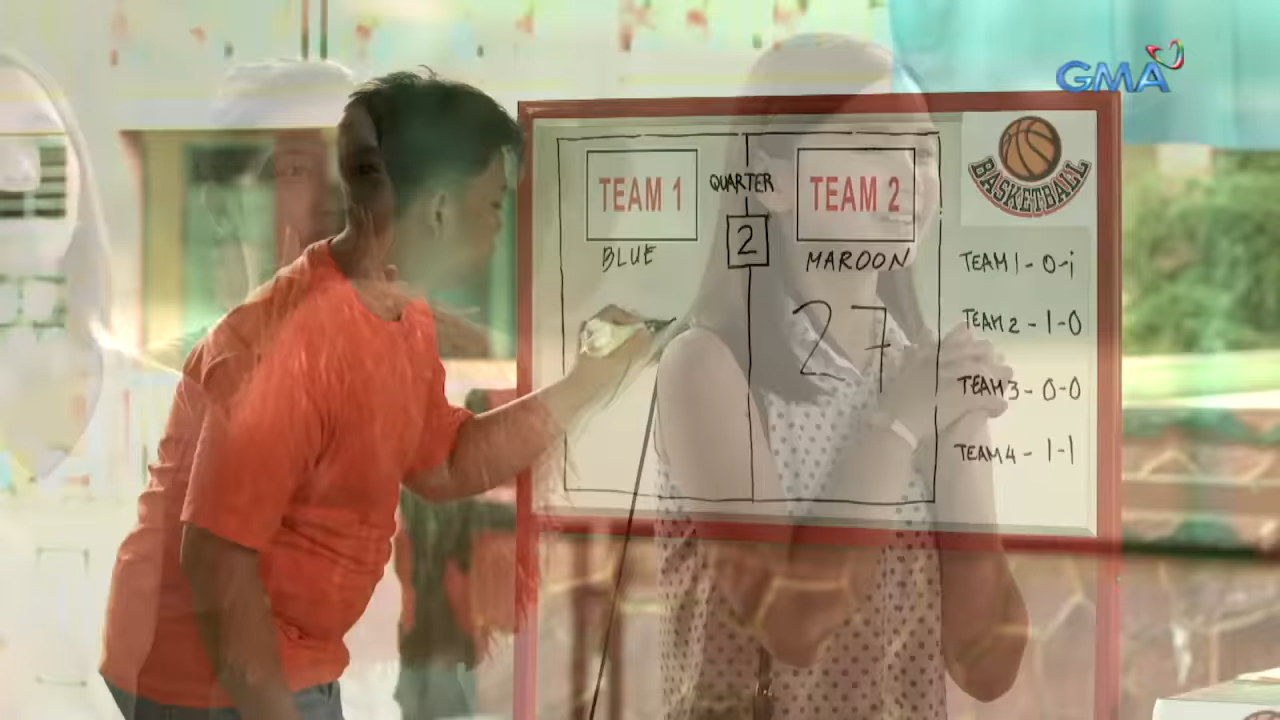 GMA
TEAM 1
QUARTER
TEAM 2
2
BLUE
MAROON
27
BASKETBALL
TEAM 1 - 0-1
TEAM 2 - 1-0
TEAM 3 - 0-0
TEAM 4 - 1-1